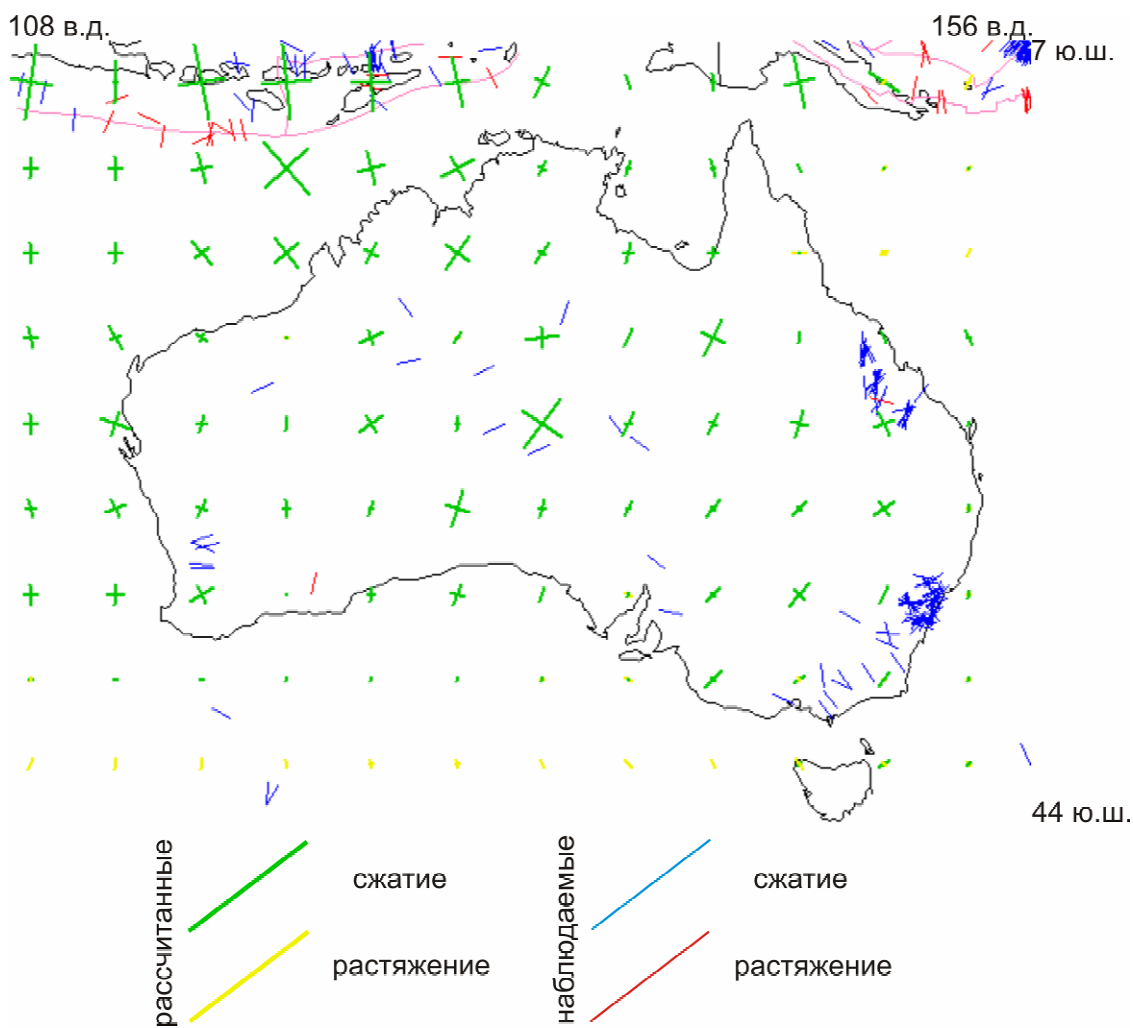 108 в.д.
156 в.д.
7 ю.ш.
44 ю.ш.
рассчитанные
сжатие
растяжение
наблюдаемые
сжатие
растяжение